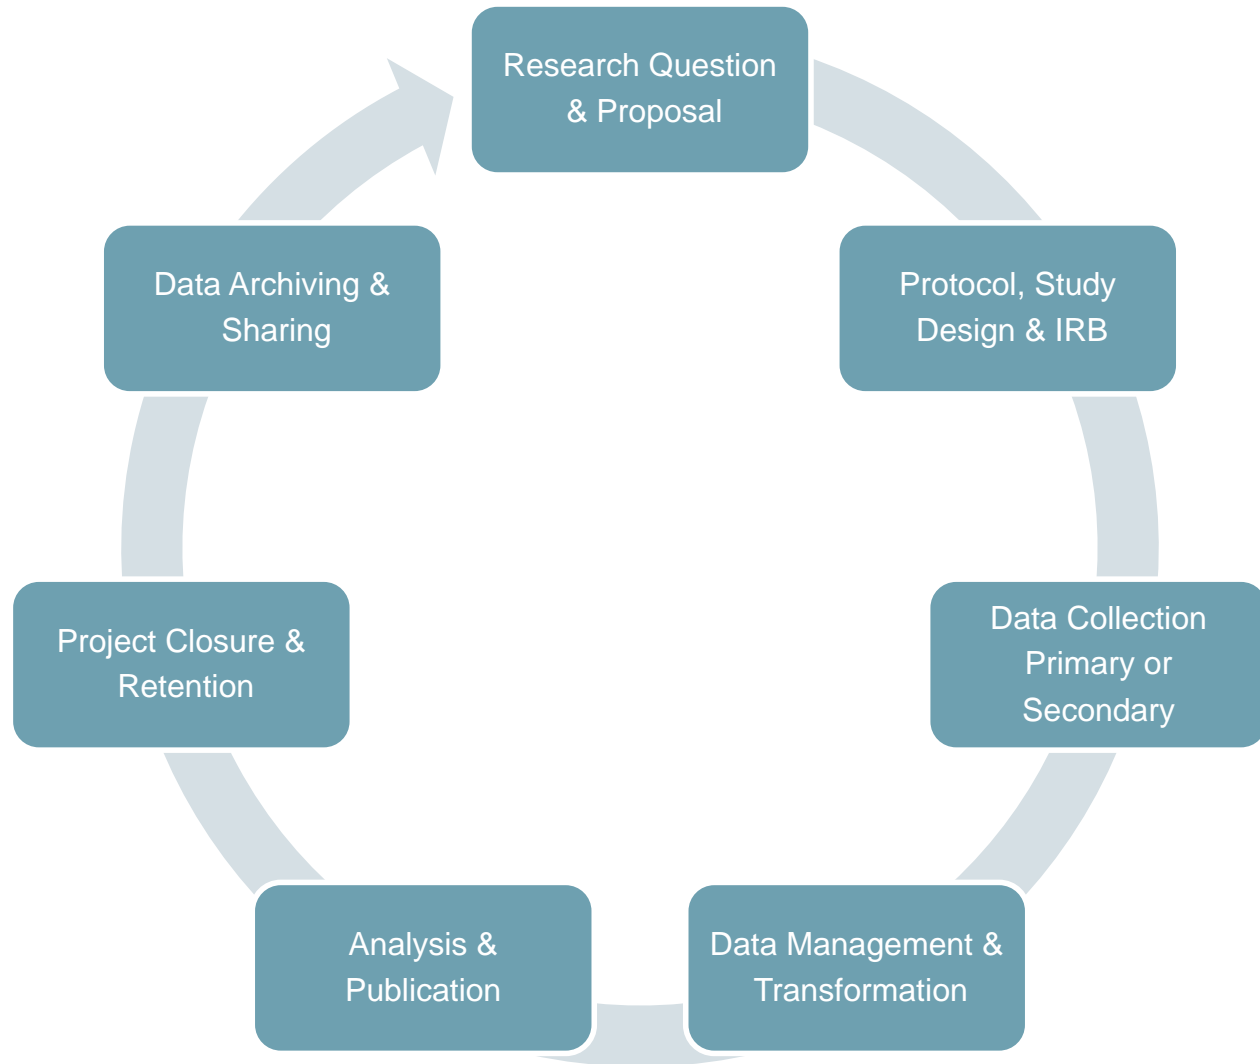 Research Question
& Proposal
Protocol, Study
Design & IRB
Data Collection
Primary or
Secondary
Data Management &
Transformation
Analysis &
Publication
Project Closure &
Retention
Data Archiving &
Sharing